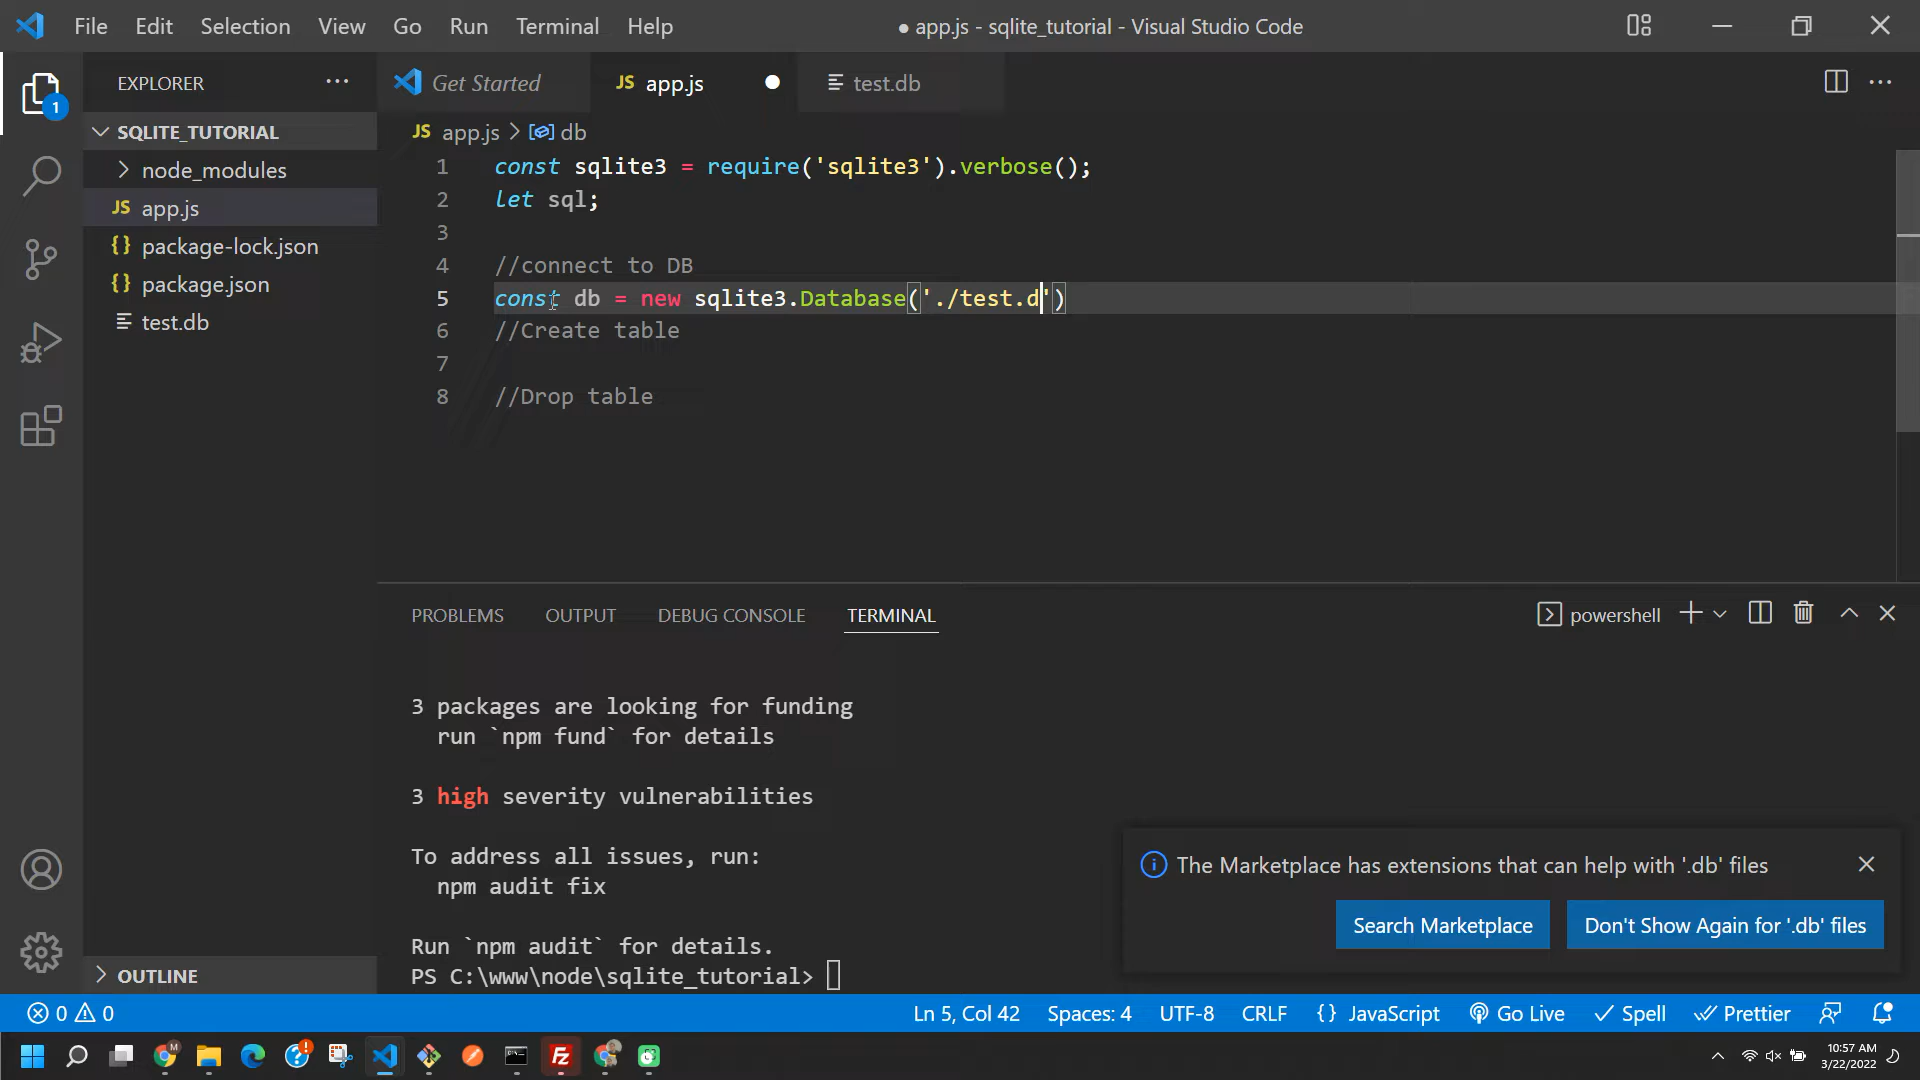 File Edit Selection View Go Run Terminal Help
● app.js - sqlite_tutorial - Visual Studio Code
EXPLORER
SQLITE_TUTORIAL
node_modules
JS app.js
{} package-lock.json
{} package.json
test.db
OUTLINE
Get Started
JS app.js ●
test.db
JS app.js > db
1 const sqlite3 = require('sqlite3').verbose();
2 let sql;
3
4 //connect to DB
5 const db = new sqlite3.Database('./test.d')
6 //Create table
7
8 //Drop table
PROBLEMS OUTPUT DEBUG CONSOLE TERMINAL
powershell
3 packages are looking for funding
run `npm fund` for details
3 high severity vulnerabilities
To address all issues, run:
npm audit fix
Run `npm audit` for details.
PS C:\www\node\sqlite_tutorial>
The Marketplace has extensions that can help with '.db' files
Search Marketplace
Don't Show Again for '.db' files
1
0 0
Ln 5, Col 42 Spaces: 4 UTF-8 CRLF {} JavaScript Go Live Spell Prettier
M
Fz
10:57 AM
3/22/2022